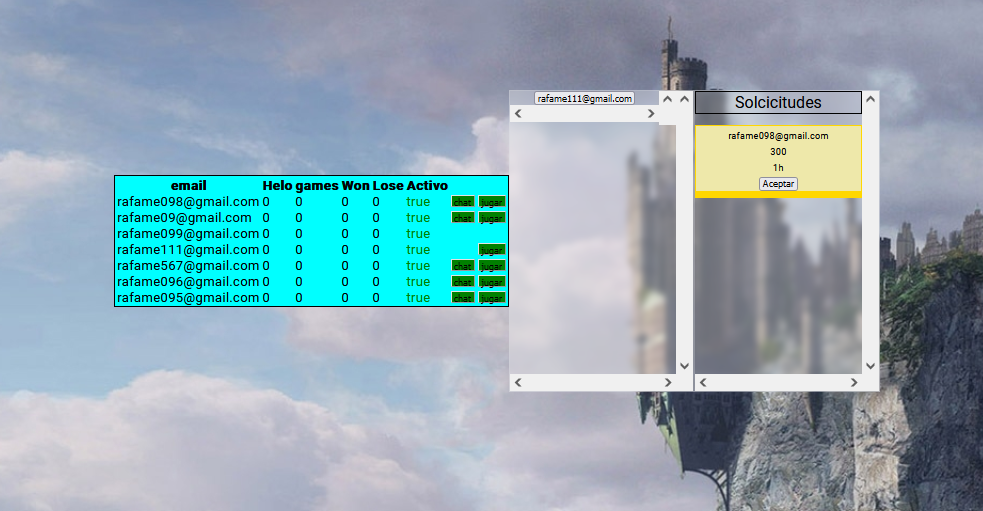 rafame111@gmail.com
Solcicitudes
rafame098@gmail.com
300
1h
Aceptar
email Helo games Won Lose Activo
rafame098@gmail.com 0 0 0 0 true chat jugar
rafame09@gmail.com 0 0 0 0 true chat jugar
rafame099@gmail.com 0 0 0 0 true
rafame111@gmail.com 0 0 0 0 true jugar
rafame567@gmail.com 0 0 0 0 true chat jugar
rafame096@gmail.com 0 0 0 0 true chat jugar
rafame095@gmail.com 0 0 0 0 true chat jugar